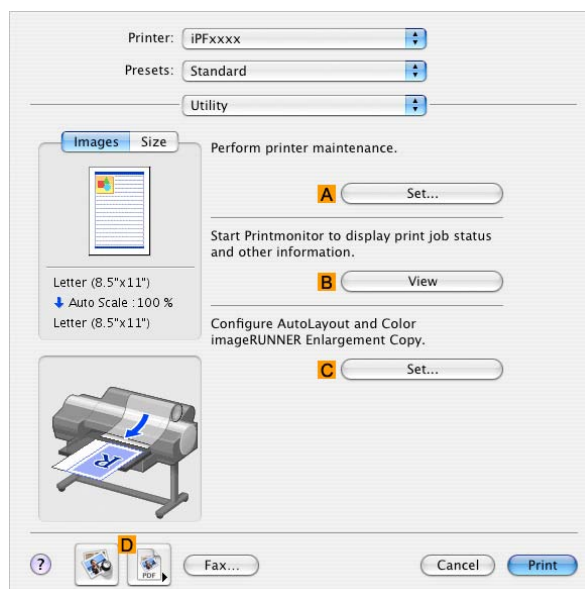 Printer: iPFxxxx
Presets: Standard
Utility
Images Size
Perform printer maintenance.
A Set...
Start Printmonitor to display print job status
and other information.
B View
Letter (8.5"x11")
Auto Scale :100 %
Letter (8.5"x11")
Configure AutoLayout and Color
imageRUNNER Enlargement Copy.
C Set...
R
D
? PDF Fax... Cancel Print